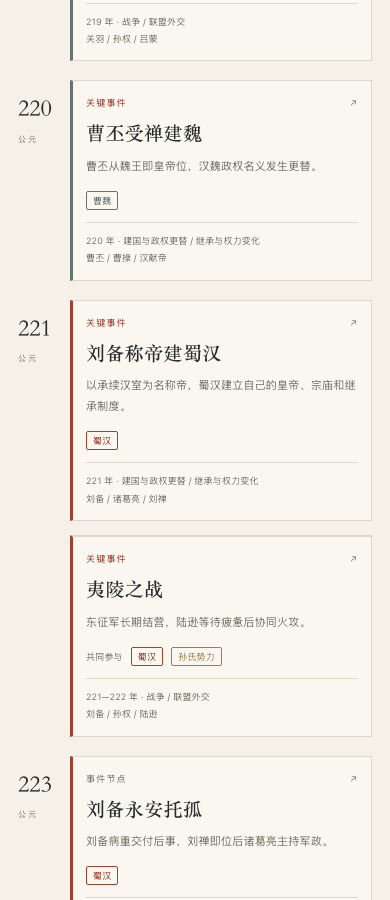 219 年 · 战争 / 联盟外交
关羽 / 孙权 / 吕蒙
220
公元
关键事件
曹丕受禅建魏
曹丕从魏王即皇帝位，汉魏政权名义发生更替。
曹魏
220 年 · 建国与政权更替 / 继承与权力变化
曹丕 / 曹操 / 汉献帝
221
公元
关键事件
刘备称帝建蜀汉
以承续汉室为名称帝，蜀汉建立自己的皇帝、宗庙和继
承制度。
蜀汉
221 年 · 建国与政权更替 / 继承与权力变化
刘备 / 诸葛亮 / 刘禅
关键事件
夷陵之战
东征军长期结营，陆逊等待疲惫后协同火攻。
共同参与 蜀汉 孙氏势力
221—222 年 · 战争 / 联盟外交
刘备 / 孙权 / 陆逊
223
公元
事件节点
刘备永安托孤
刘备病重交付后事，刘禅即位后诸葛亮主持军政。
蜀汉